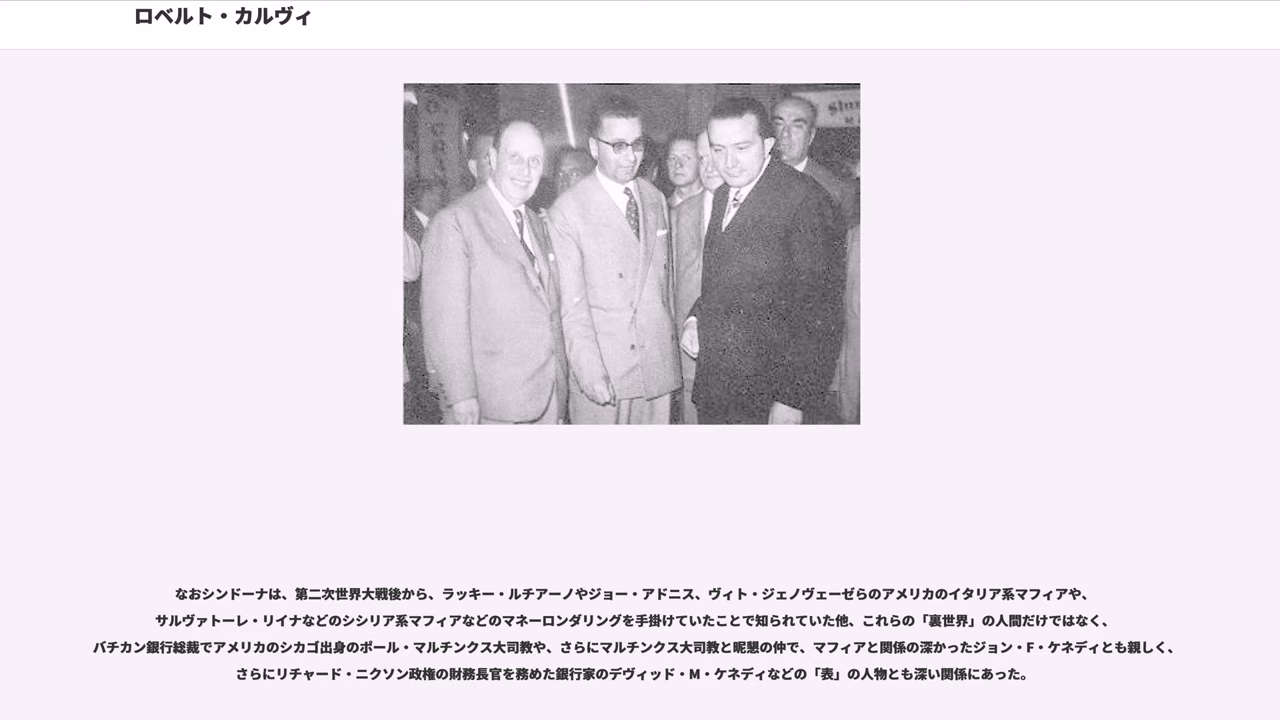 ロベルト・カルヴィ
なおシンドーナは、第二次世界大戦後から、ラッキー・ルチアーノやジョー・アドニス、ヴィト・ジェノヴェーゼらのアメリカのイタリア系マフィアや、
サルヴァトーレ・リイナなどのシシリア系マフィアなどのマネーロンダリングを手掛けていたことで知られていた他、これらの「裏世界」の人間だけではなく、
バチカン銀行総裁でアメリカのシカゴ出身のポール・マルチンクス大司教や、さらにマルチンクス大司教と昵懇の仲で、マフィアと関係の深かったジョン・F・ケネディとも親しく、
さらにリチャード・ニクソン政権の財務長官を務めた銀行家のデヴィッド・M・ケネディなどの「表」の人物とも深い関係にあった。